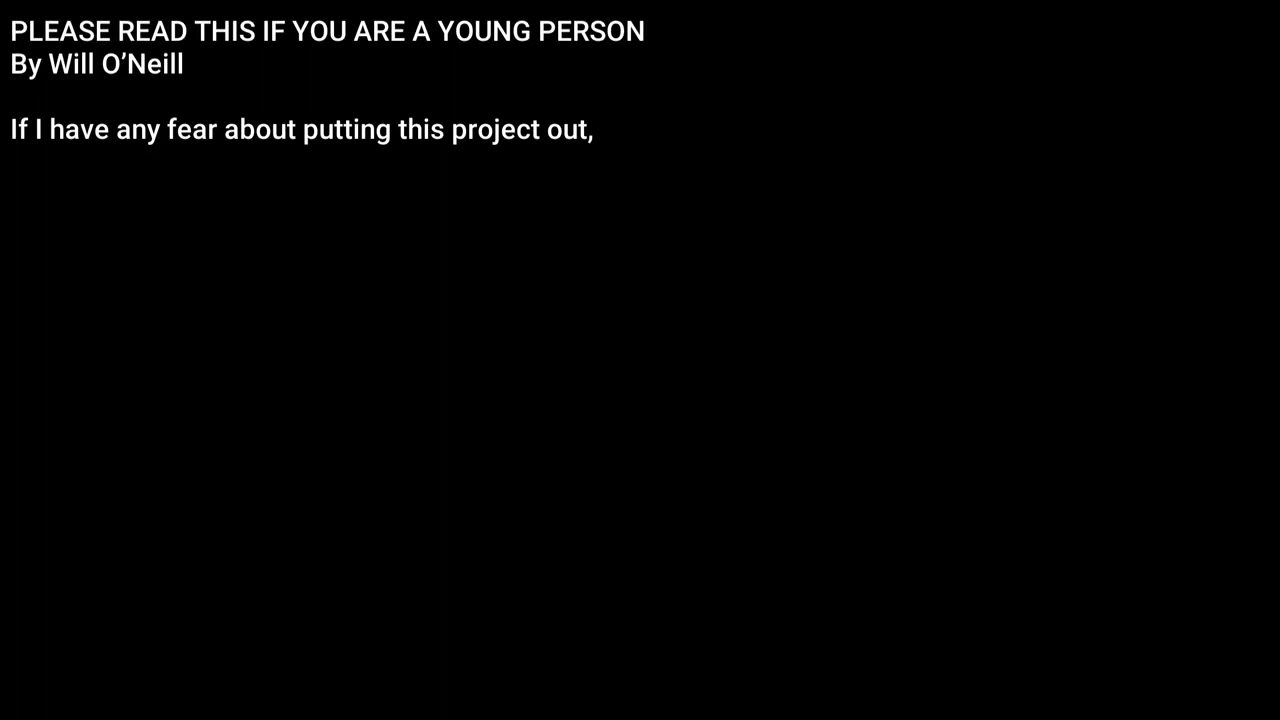 PLEASE READ THIS IF YOU ARE A YOUNG PERSON
By Will O’Neill
If I have any fear about putting this project out,